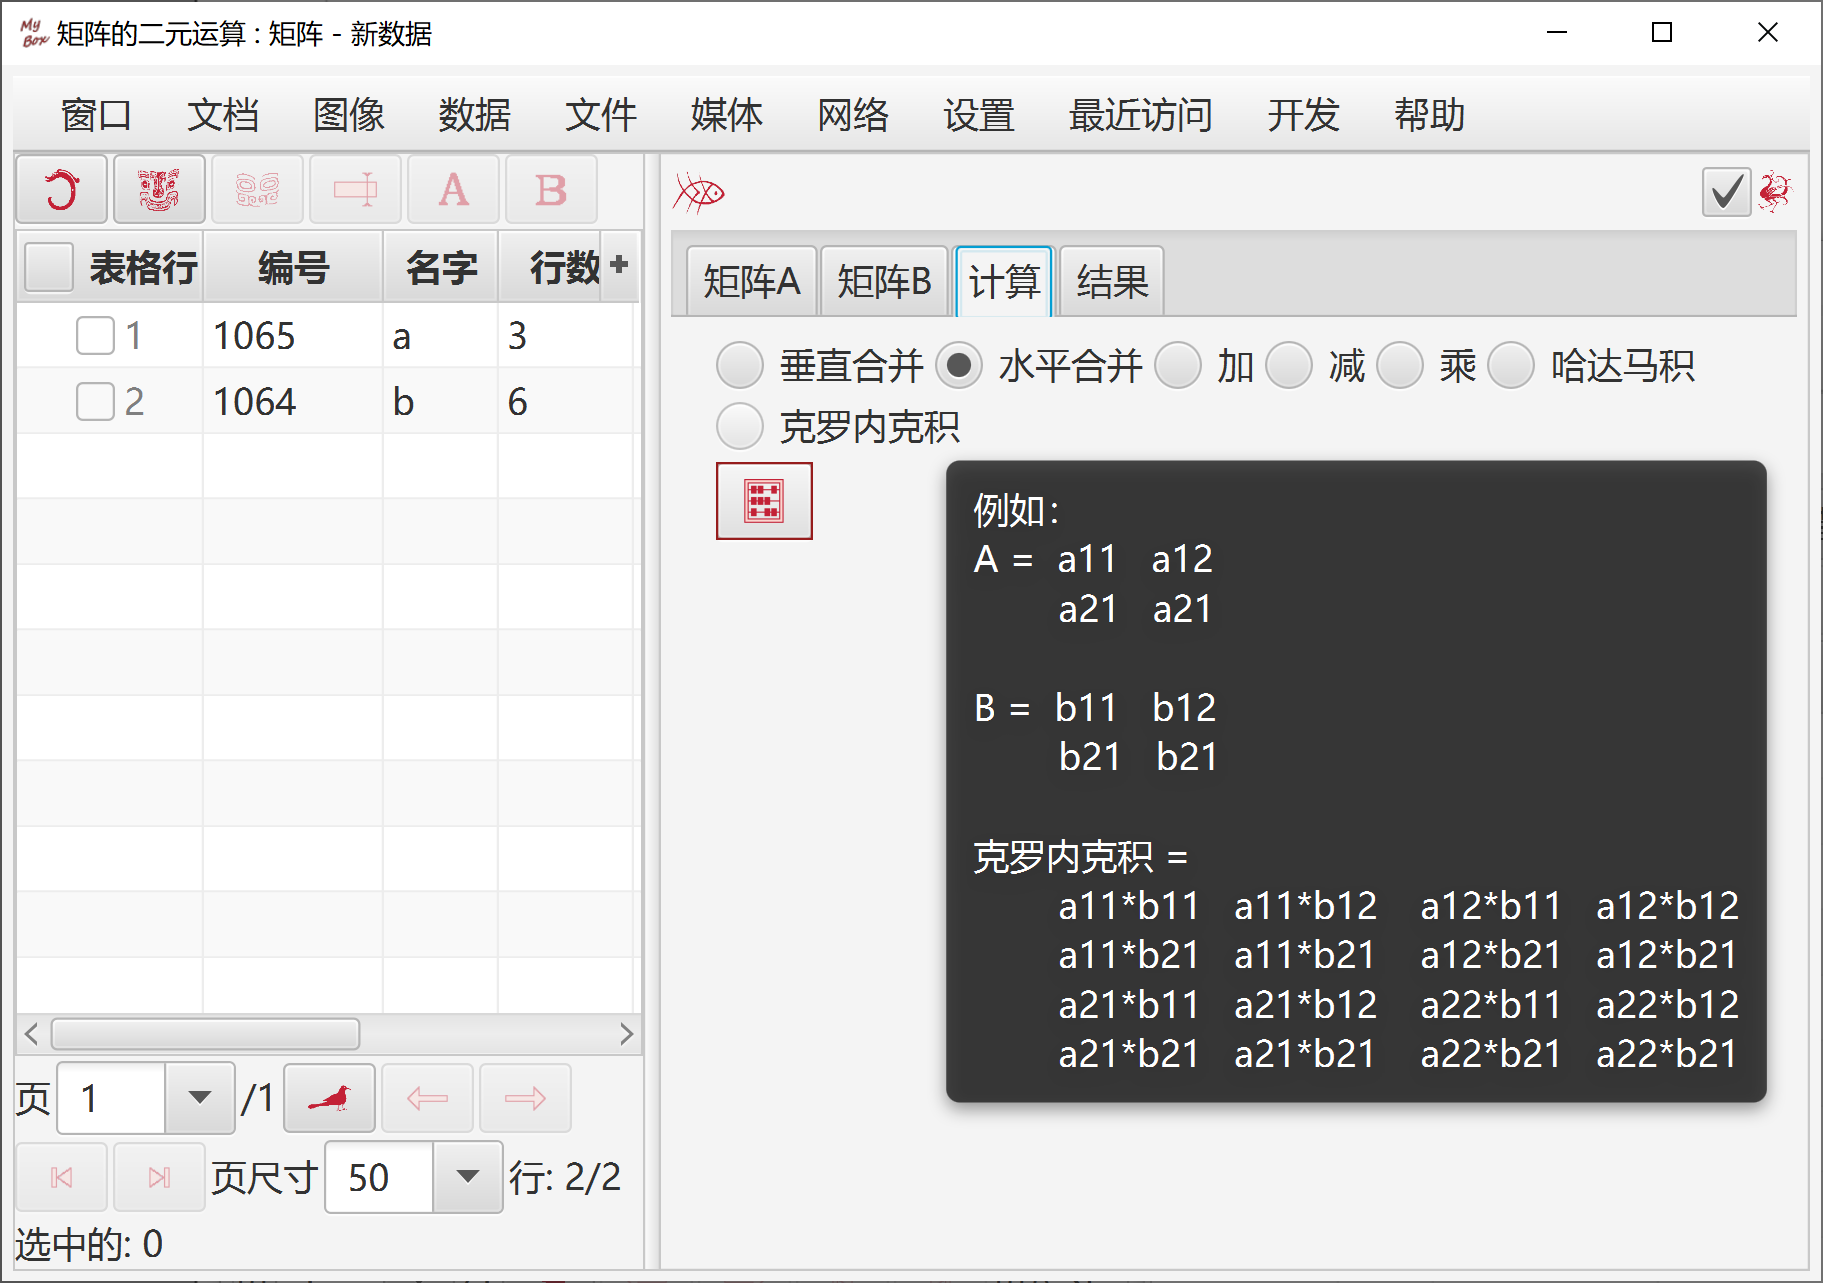 My Box 矩阵的二元运算 : 矩阵 - 新数据
窗口 文档 图像 数据 文件 媒体 网络 设置 最近访问 开发 帮助
A B
表格行 编号 名字 行数 +
1 1065 a 3
2 1064 b 6
页 1 /1
页尺寸 50 行: 2/2
选中的: 0
矩阵A 矩阵B 计算 结果
垂直合并 水平合并 加 减 乘 哈达马积
克罗内克积
例如:
A = a11 a12
a21 a21
B = b11 b12
b21 b21
克罗内克积 =
a11*b11 a11*b12 a12*b11 a12*b12
a11*b21 a11*b21 a12*b21 a12*b21
a21*b11 a21*b12 a22*b11 a22*b12
a21*b21 a21*b21 a22*b21 a22*b21